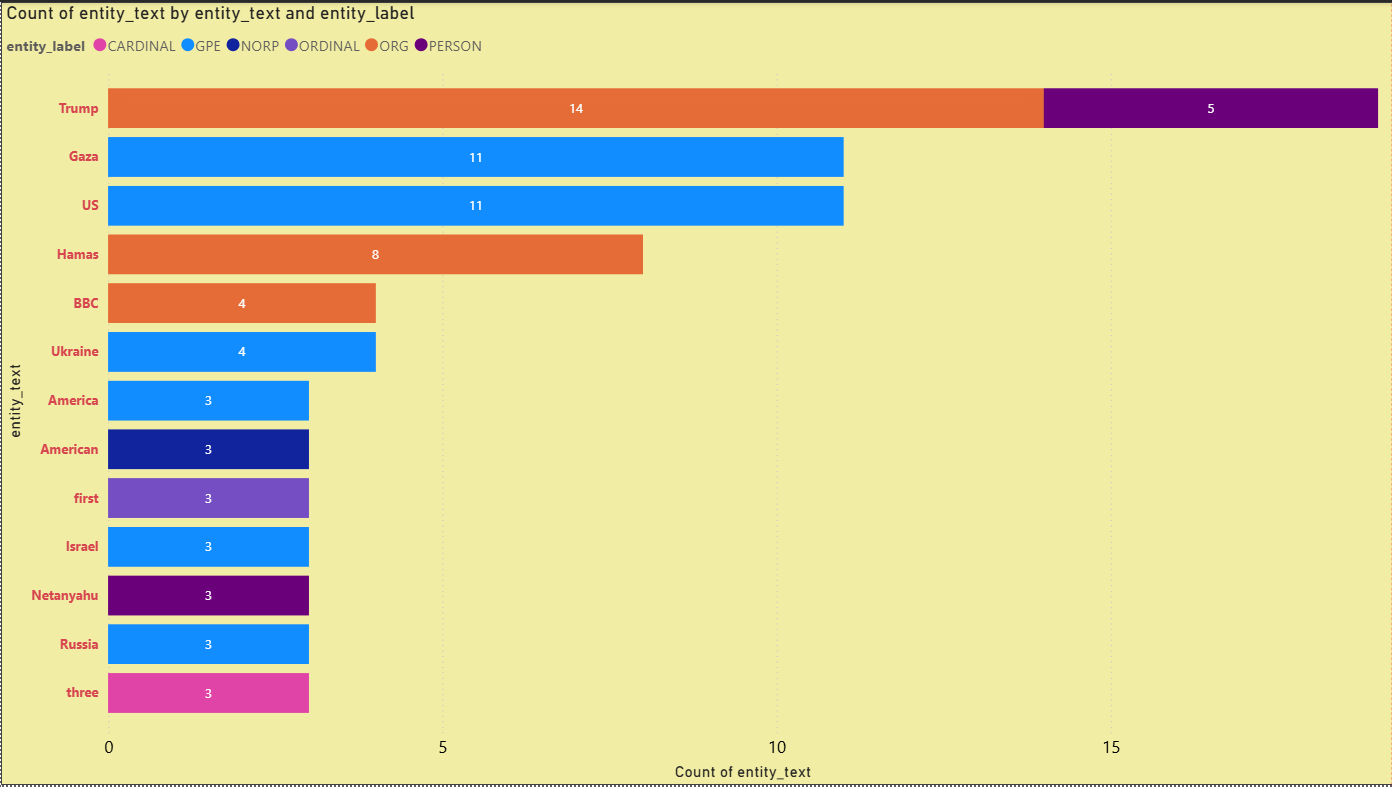 Count of entity_text by entity_text and entity_label
entity_label CARDINAL GPE NORP ORDINAL ORG PERSON
Trump 14 5
Gaza 11
US 11
Hamas 8
BBC 4
Ukraine 4
America 3
American 3
first 3
Israel 3
Netanyahu 3
Russia 3
three 3
entity_text
0 5 10 15
Count of entity_text